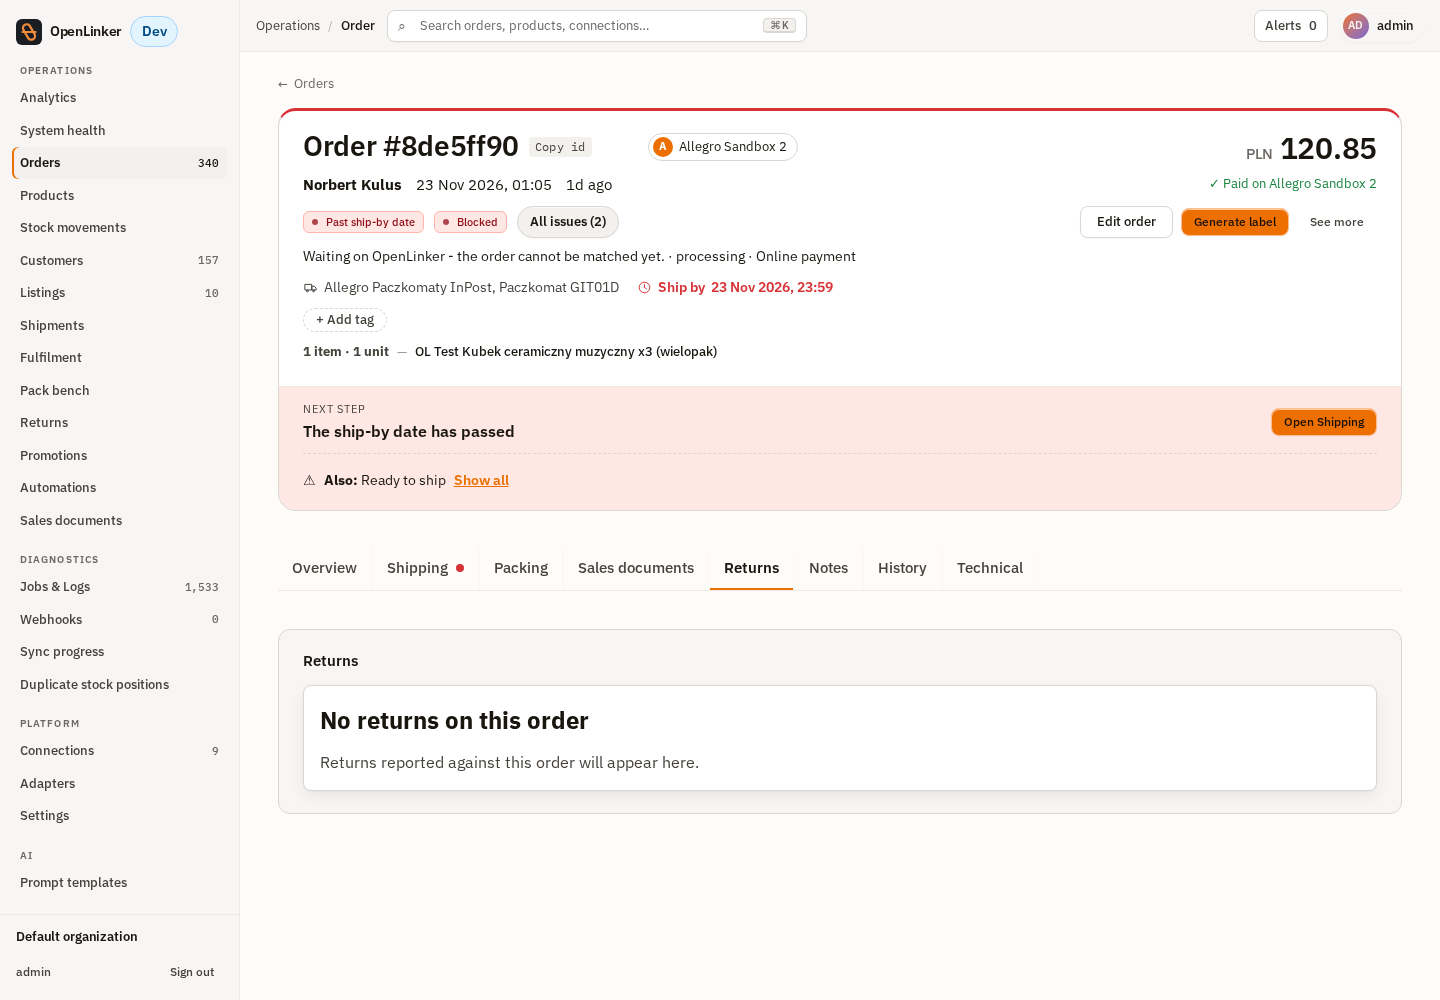 OpenLinker Dev
OPERATIONS
Analytics
System health
Orders 340
Products
Stock movements
Customers 157
Listings 10
Shipments
Fulfilment
Pack bench
Returns
Promotions
Automations
Sales documents
DIAGNOSTICS
Jobs & Logs 1,533
Webhooks 0
Sync progress
Duplicate stock positions
PLATFORM
Connections 9
Adapters
Settings
AI
Prompt templates
Default organization
admin Sign out
Operations / Order
Search orders, products, connections... ⌘K
Alerts 0
AD admin
← Orders
Order #8de5ff90 Copy id A Allegro Sandbox 2
PLN 120.85
Norbert Kulus 23 Nov 2026, 01:05 1d ago
✓ Paid on Allegro Sandbox 2
Past ship-by date Blocked All issues (2)
Edit order Generate label See more
Waiting on OpenLinker - the order cannot be matched yet. · processing · Online payment
Allegro Paczkomaty InPost, Paczkomat GIT01D Ship by 23 Nov 2026, 23:59
+ Add tag
1 item · 1 unit — OL Test Kubek ceramiczny muzyczny x3 (wielopak)
NEXT STEP
The ship-by date has passed
Open Shipping
⚠ Also: Ready to ship Show all
Overview Shipping Packing Sales documents Returns Notes History Technical
Returns
No returns on this order
Returns reported against this order will appear here.